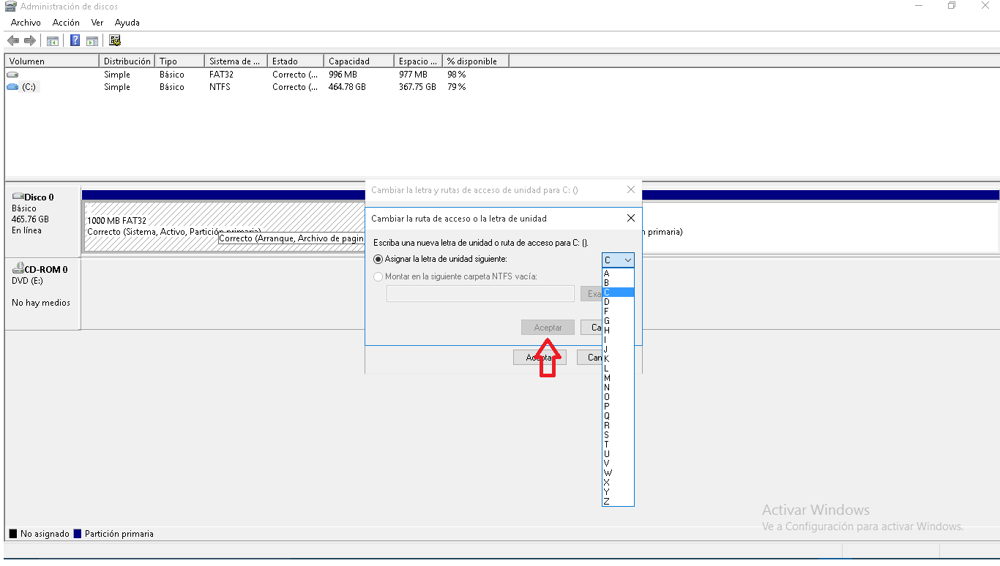 Administración de discos
Archivo Acción Ver Ayuda
Volumen Distribución Tipo Sistema de ... Estado Capacidad Espacio ... % disponible
Simple Básico FAT32 Correcto (... 996 MB 977 MB 98 %
(C:) Simple Básico NTFS Correcto (... 464.78 GB 367.75 GB 79 %
Disco 0
Básico
465.76 GB
En línea
1000 MB FAT32
Correcto (Sistema, Activo, Partición primaria)
Correcto (Arranque, Archivo de pagin
n primaria)
CD-ROM 0
DVD (E:)
No hay medios
Cambiar la letra y rutas de acceso de unidad para C: ()
Cambiar la ruta de acceso o la letra de unidad
Escriba una nueva letra de unidad o ruta de acceso para C: ().
Asignar la letra de unidad siguiente:
C
Montar en la siguiente carpeta NTFS vacía:
Exa
Aceptar
Ca
Aceptar
Can
A
B
C
D
F
G
H
I
J
K
L
M
N
O
P
Q
R
S
T
U
V
W
X
Y
Z
Activar Windows
Ve a Configuración para activar Windows.
No asignado Partición primaria